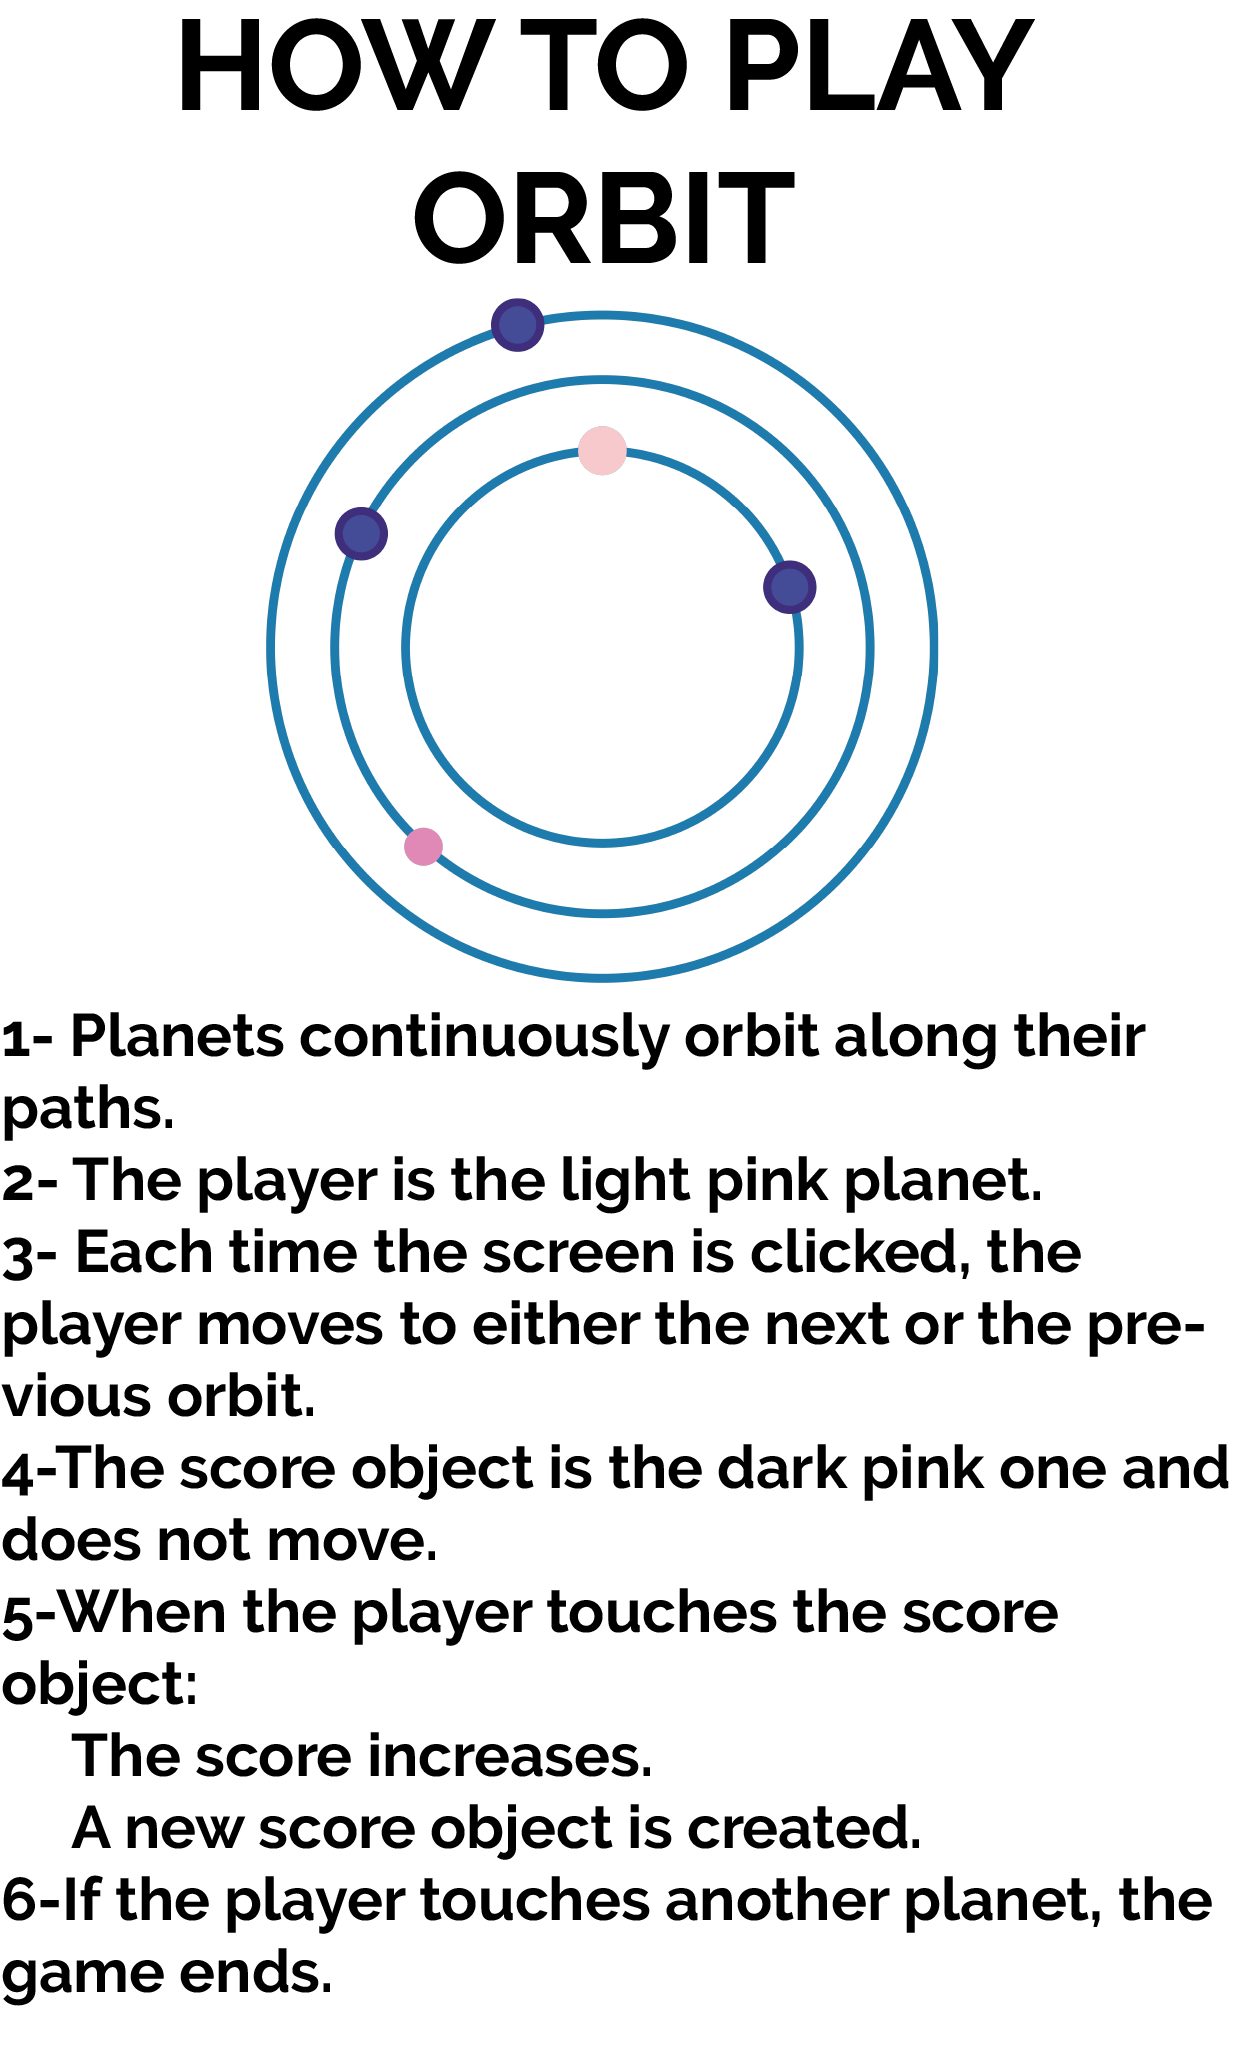 HOW TO PLAY
ORBIT
1- Planets continuously orbit along their
paths.
2- The player is the light pink planet.
3- Each time the screen is clicked, the
player moves to either the next or the pre-
vious orbit.
4-The score object is the dark pink one and
does not move.
5-When the player touches the score
object:
The score increases.
A new score object is created.
6-If the player touches another planet, the
game ends.